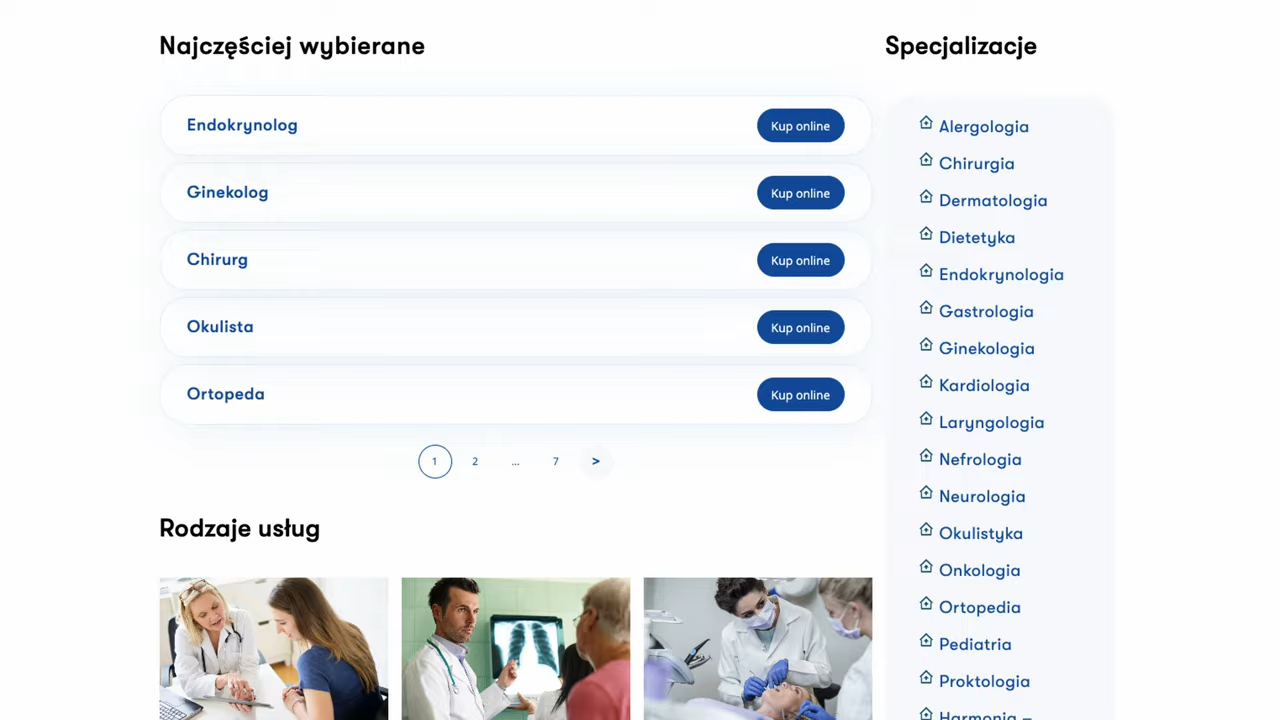 Najczęściej wybierane
Endokrynolog
Kup online
Ginekolog
Kup online
Chirurg
Kup online
Okulista
Kup online
Ortopeda
Kup online
1 2 ... 7 >
Rodzaje usług
Specjalizacje
Alergologia
Chirurgia
Dermatologia
Dietetyka
Endokrynologia
Gastrologia
Ginekologia
Kardiologia
Laryngologia
Nefrologia
Neurologia
Okulistyka
Onkologia
Ortopedia
Pediatria
Proktologia
Harmonia –